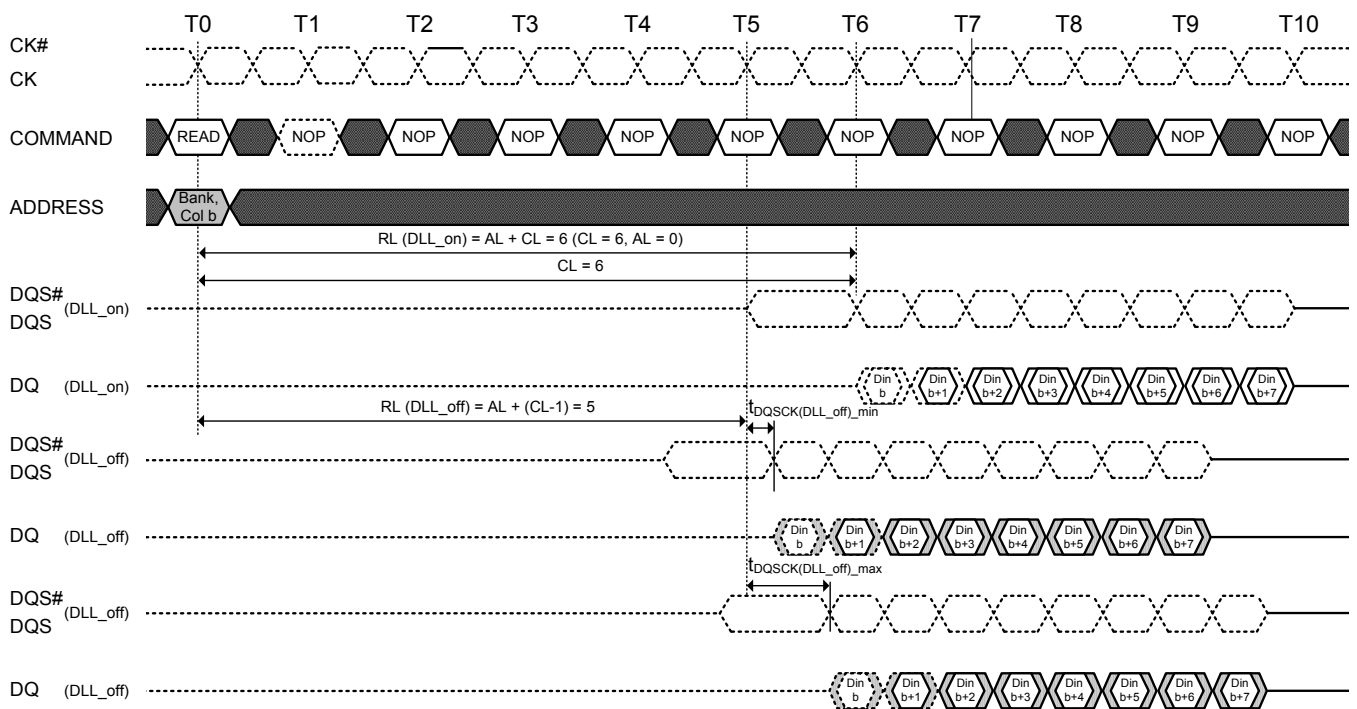 T0 T1 T2 T3 T4 T5 T6 T7 T8 T9 T10
CK#
CK
COMMAND READ NOP NOP NOP NOP NOP NOP NOP NOP NOP NOP
ADDRESS Bank,
Col b
RL (DLL_on) = AL + CL = 6 (CL = 6, AL = 0)
CL = 6
DQS#
(DLL_on)
DQS
DQ (DLL_on) Din Din Din Din Din Din Din Din
b b+1 b+2 b+3 b+4 b+5 b+6 b+7
RL (DLL_off) = AL + (CL-1) = 5
tDQSCK(DLL_off)_min
DQS#
(DLL_off)
DQS
DQ (DLL_off) Din Din Din Din Din Din Din Din
b b+1 b+2 b+3 b+4 b+5 b+6 b+7
tDQSCK(DLL_off)_max
DQS#
(DLL_off)
DQS
DQ (DLL_off) Din Din Din Din Din Din Din Din
b b+1 b+2 b+3 b+4 b+5 b+6 b+7